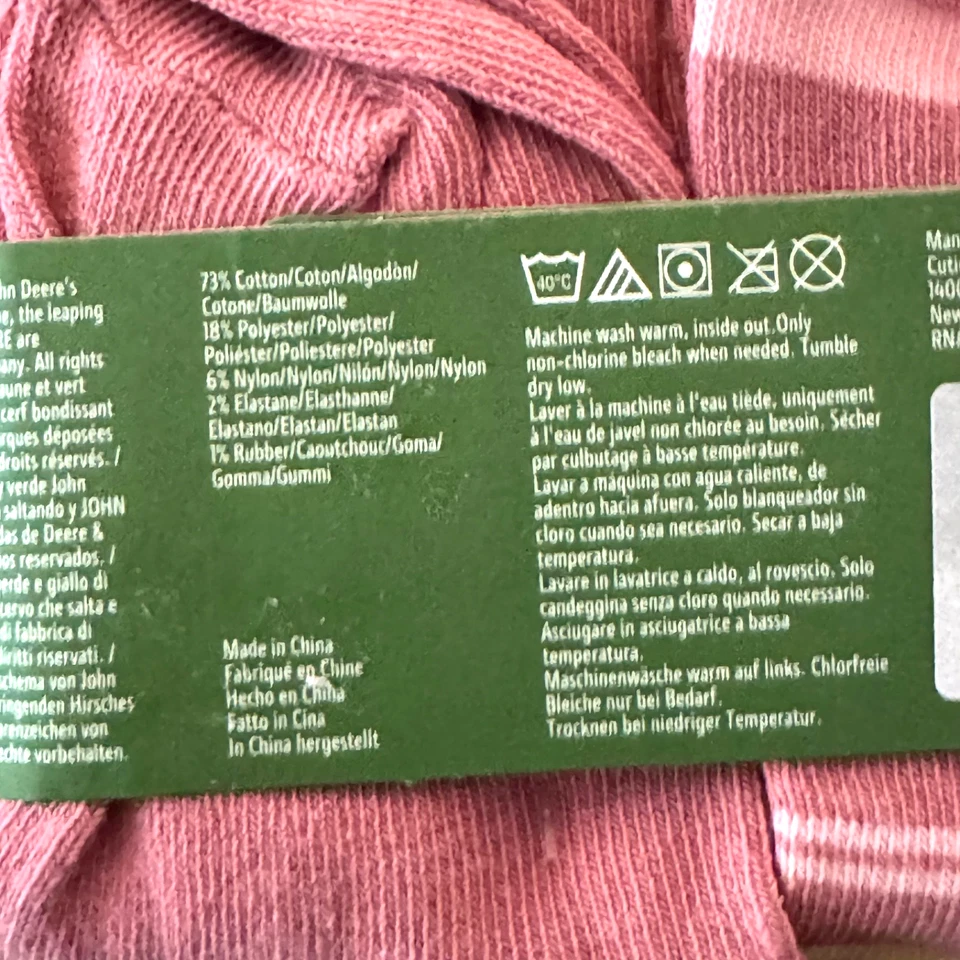 hn Deere's
e, the leaping
RE are
any. All rights
aune et vert
cerf bondissant
rques déposées
droits réservés. /
y verde John
saltando y JOHN
das de Deere &
hos reservados. /
erde e giallo di
cervo che salta e
di fabbrica di
diritti riservati. /
schema von John
ringenden Hirsches
arenzeichen von
echte vorbehalten.
73% Cotton/Coton/Algodòn/
Cotone/Baumwolle
18% Polyester/Polyester/
Poliéster/Poliestere/Polyester
6% Nylon/Nylon/Nilón/Nylon/Nylon
2% Elastane/Elasthanne/
Elastano/Elastan/Elastan
1% Rubber/Caoutchouc/Goma/
Gomma/Gummi
Made in China
Fabriqué en Chine
Hecho en China
Fatto in Cina
In China hergestellt
40°C
Machine wash warm, inside out.Only
non-chlorine bleach when needed. Tumble
dry low.
Laver à la machine à l'eau tiède, uniquement
à l'eau de javel non chlorée au besoin. Sécher
par culbutage à basse température.
Lavar a máquina con agua caliente, de
adentro hacia afuera. Solo blanqueador sin
cloro cuando sea necesario. Secar a baja
temperatura.
Lavare in lavatrice a caldo, al rovescio. Solo
candeggina senza cloro quando necessario.
Asciugare in asciugatrice a bassa
temperatura.
Maschinenwäsche warm auf links. Chlorfreie
Bleiche nur bei Bedarf.
Trocknen bei niedriger Temperatur.
Man
Cuti
140
New
RN